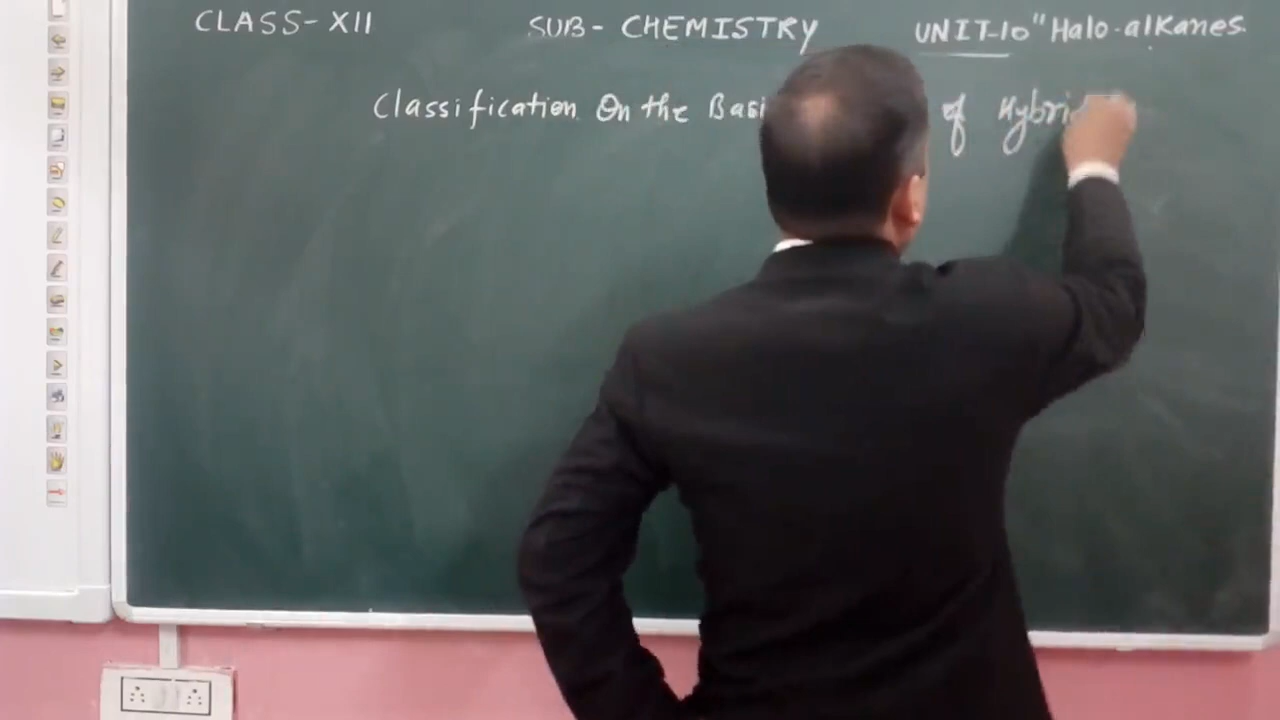 CLASS-XII SUB- CHEMISTRY UNIT-10 "Halo-alkanes.
Classification On the Basi of Hybri